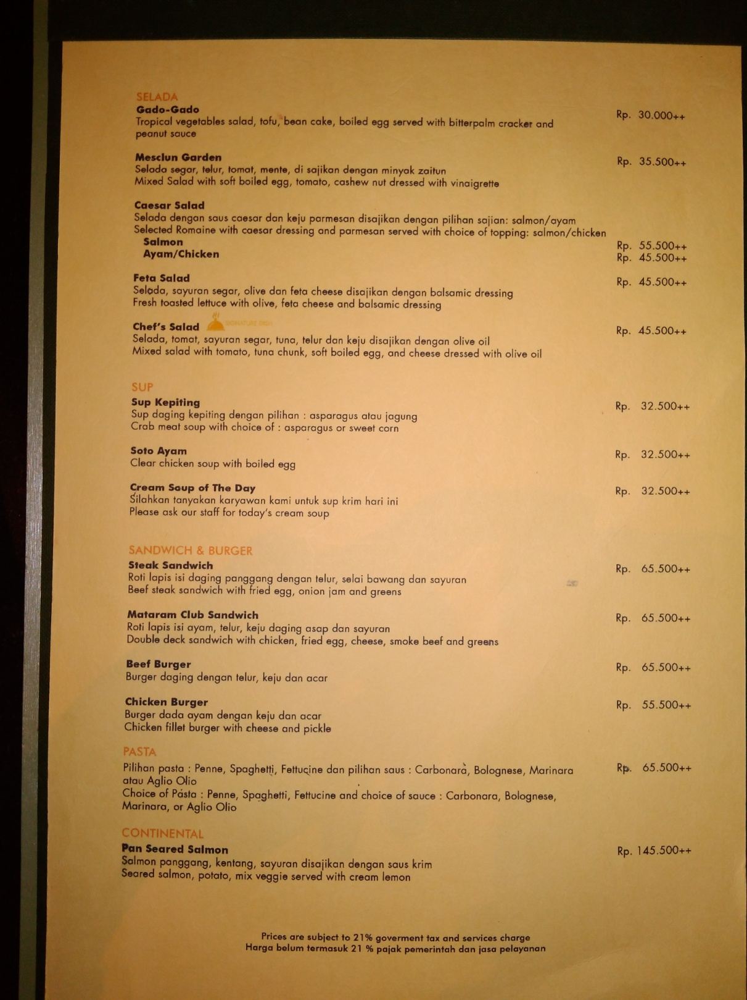 SELADA
Gado-Gado
Rp. 30.000++
Tropical vegetables salad, tofu, bean cake, boiled egg served with bitterpalm cracker and
peanut sauce
Mesclun Garden
Rp. 35.500++
Selada segar, telur, tomat, mente, di sajikan dengan minyak zaitun
Mixed Salad with soft boiled egg, tomato, cashew nut dressed with vinaigrette
Caesar Salad
Selada dengan saus caesar dan keju parmesan disajikan dengan pilihan sajian: salmon/ayam
Selected Romaine with caesar dressing and parmesan served with choice of topping: salmon/chicken
Salmon Rp. 55.500++
Ayam/Chicken Rp. 45.500++
Feta Salad Rp. 45.500++
Selada, sayuran segar, olive dan feta cheese disajikan dengan balsamic dressing
Fresh toasted lettuce with olive, feta cheese and balsamic dressing
Chef's Salad SIGNATURE DISH Rp. 45.500++
Selada, tomat, sayuran segar, tuna, telur dan keju disajikan dengan olive oil
Mixed salad with tomato, tuna chunk, soft boiled egg, and cheese dressed with olive oil
SUP
Sup Kepiting Rp. 32.500++
Sup daging kepiting dengan pilihan : asparagus atau jagung
Crab meat soup with choice of : asparagus or sweet corn
Soto Ayam Rp. 32.500++
Clear chicken soup with boiled egg
Cream Soup of The Day Rp. 32.500++
Silahkan tanyakan karyawan kami untuk sup krim hari ini
Please ask our staff for today's cream soup
SANDWICH & BURGER
Steak Sandwich Rp. 65.500++
Roti lapis isi daging panggang dengan telur, selai bawang dan sayuran
Beef steak sandwich with fried egg, onion jam and greens
Mataram Club Sandwich Rp. 65.500++
Roti lapis isi ayam, telur, keju daging asap dan sayuran
Double deck sandwich with chicken, fried egg, cheese, smoke beef and greens
Beef Burger Rp. 65.500++
Burger daging dengan telur, keju dan acar
Chicken Burger Rp. 55.500++
Burger dada ayam dengan keju dan acar
Chicken fillet burger with cheese and pickle
PASTA
Pilihan pasta : Penne, Spaghetti, Fettucine dan pilihan saus : Carbonara, Bolognese, Marinara Rp. 65.500++
atau Aglio Olio
Choice of Pasta : Penne, Spaghetti, Fettucine and choice of sauce : Carbonara, Bolognese,
Marinara, or Aglio Olio
CONTINENTAL
Pan Seared Salmon Rp. 145.500++
Salmon panggang, kentang, sayuran disajikan dengan saus krim
Seared salmon, potato, mix veggie served with cream lemon
Prices are subject to 21% goverment tax and services charge
Harga belum termasuk 21 % pajak pemerintah dan jasa pelayanan